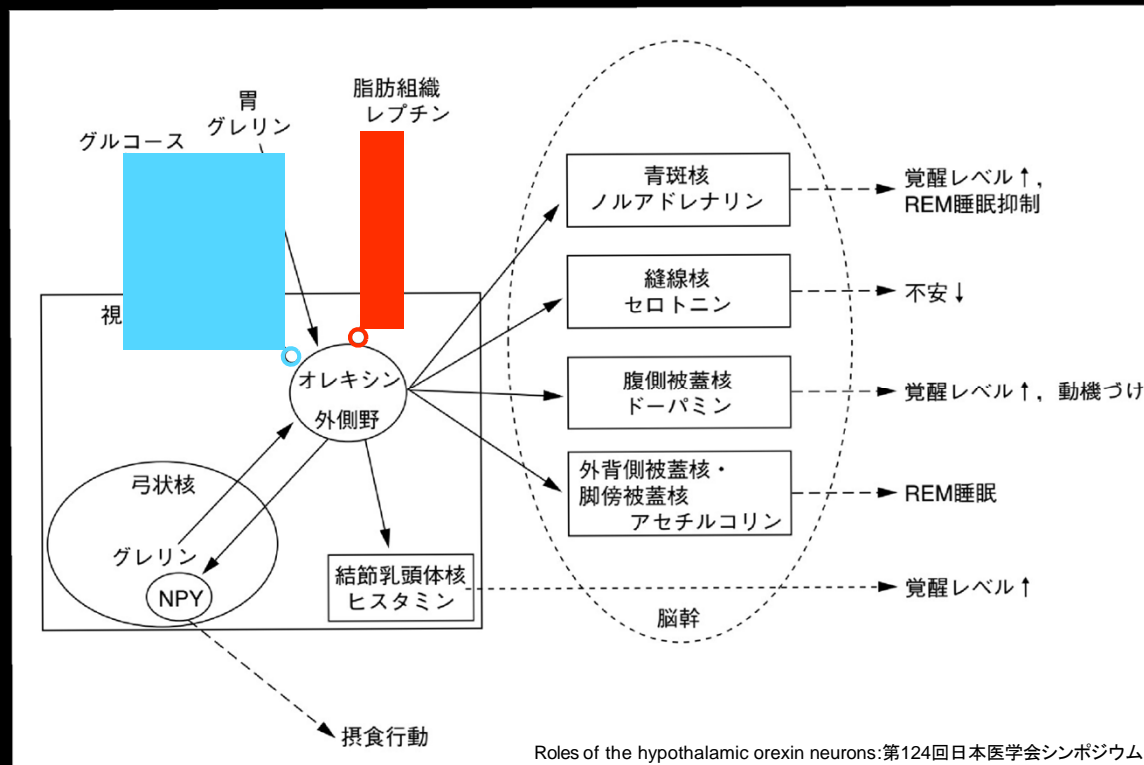 胃
グレリン
脂肪組織
レプチン
グルコース
視
オレキシン
外側野
弓状核
グレリン
NPY
結節乳頭体核
ヒスタミン
摂食行動
青斑核
ノルアドレナリン
覚醒レベル↑,
REM睡眠抑制
縫線核
セロトニン
不安↓
腹側被蓋核
ドーパミン
覚醒レベル↑, 動機づけ
外背側被蓋核・
脚傍被蓋核
アセチルコリン
REM睡眠
覚醒レベル↑
脳幹
Roles of the hypothalamic orexin neurons:第124回日本医学会シンポジウム